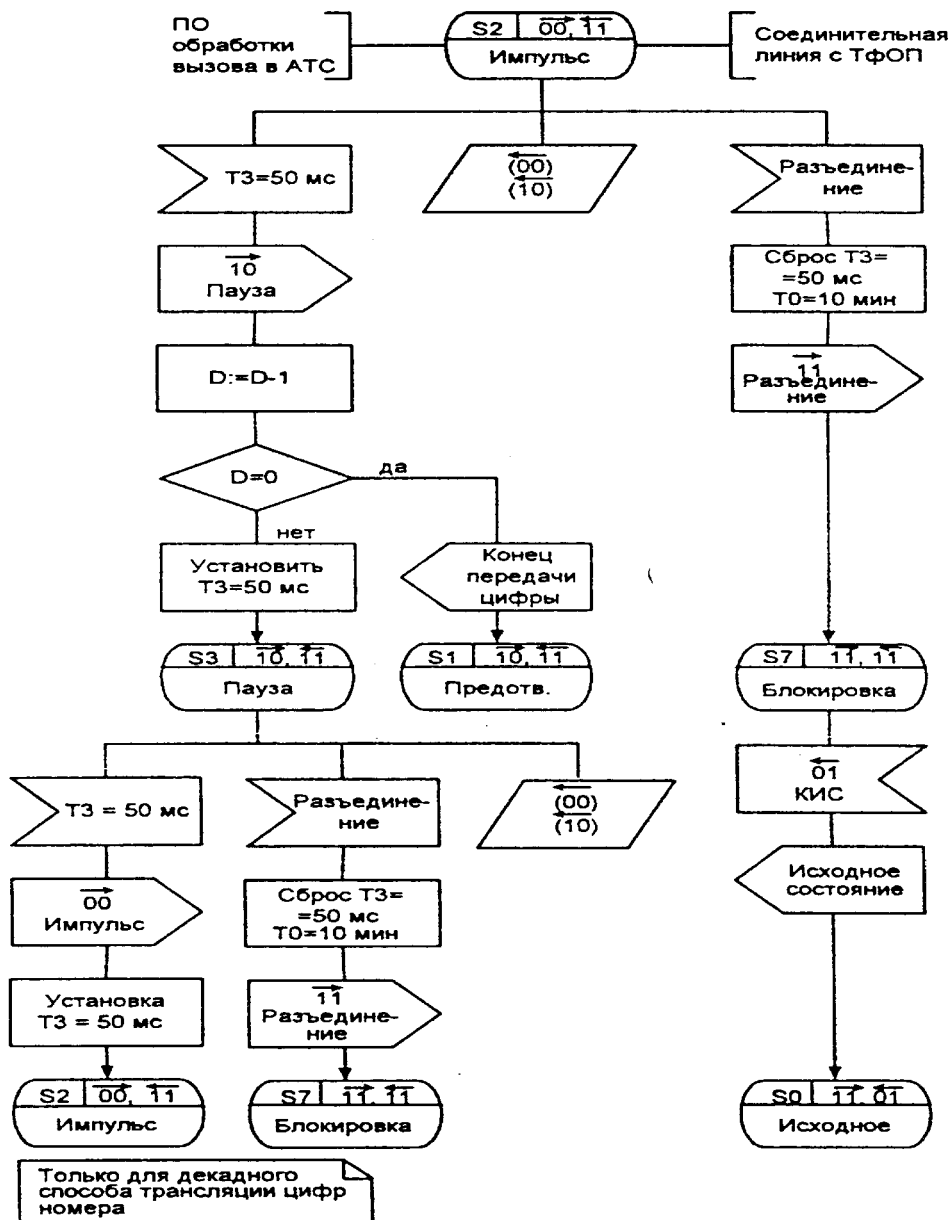 ПО
обработки
вызова в АТС
S2 00, 11
Импульс
Соединительная
линия с ТфОП
Т3=50 мс
(00)
(10)
Разъедине-
ние
10
Пауза
Сброс Т3=
=50 мс
Т0=10 мин
D:=D-1
11
Разъедине-
ние
D=0
да
нет
Установить
Т3=50 мс
Конец
передачи
цифры
S3 10, 11
Пауза
S1 10, 11
Предотв.
S7 11, 11
Блокировка
Т3 = 50 мс
Разъедине-
ние
(00)
(10)
01
КИС
00
Импульс
Сброс Т3=
=50 мс
Т0=10 мин
Исходное
состояние
Установка
Т3 = 50 мс
11
Разъедине-
ние
S2 00, 11
Импульс
S7 11, 11
Блокировка
S0 11, 01
Исходное
Только для декадного
способа трансляции цифр
номера